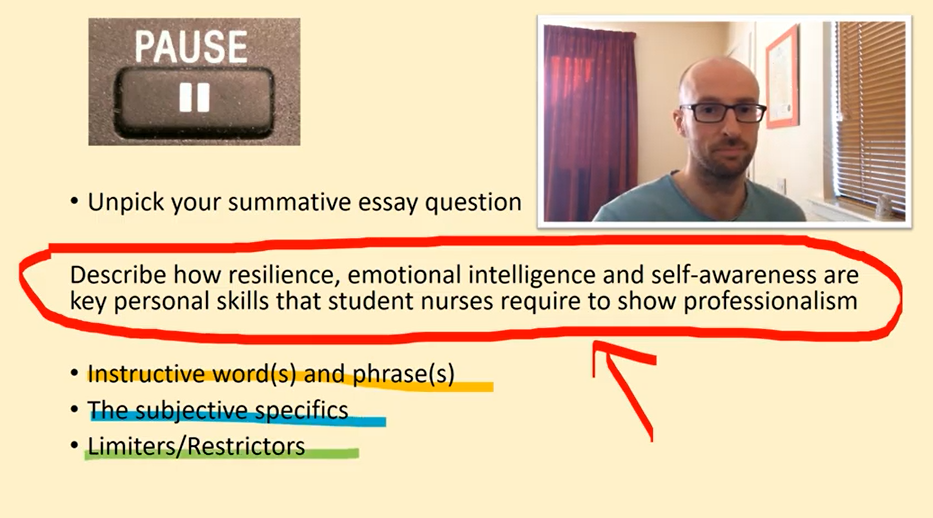 PAUSE
• Unpick your summative essay question
Describe how resilience, emotional intelligence and self-awareness are
key personal skills that student nurses require to show professionalism
• Instructive word(s) and phrase(s)
• The subjective specifics
• Limiters/Restrictors